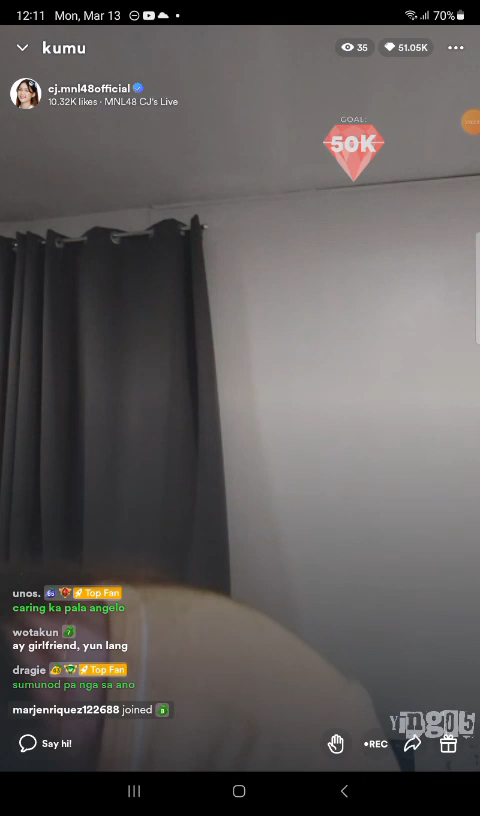 12:11 Mon, Mar 13 70%
kumu 35 51.05K
cj.mnl48official
10.32K likes · MNL48 CJ's Live
GOAL:
50K
unos. Top Fan
caring ka pala angelo
wotakun 7
ay girlfriend, yun lang
dragie Top Fan
sumunod pa nga sa ano
marjenriquez122688 joined
Say hi!
•REC
Ying05